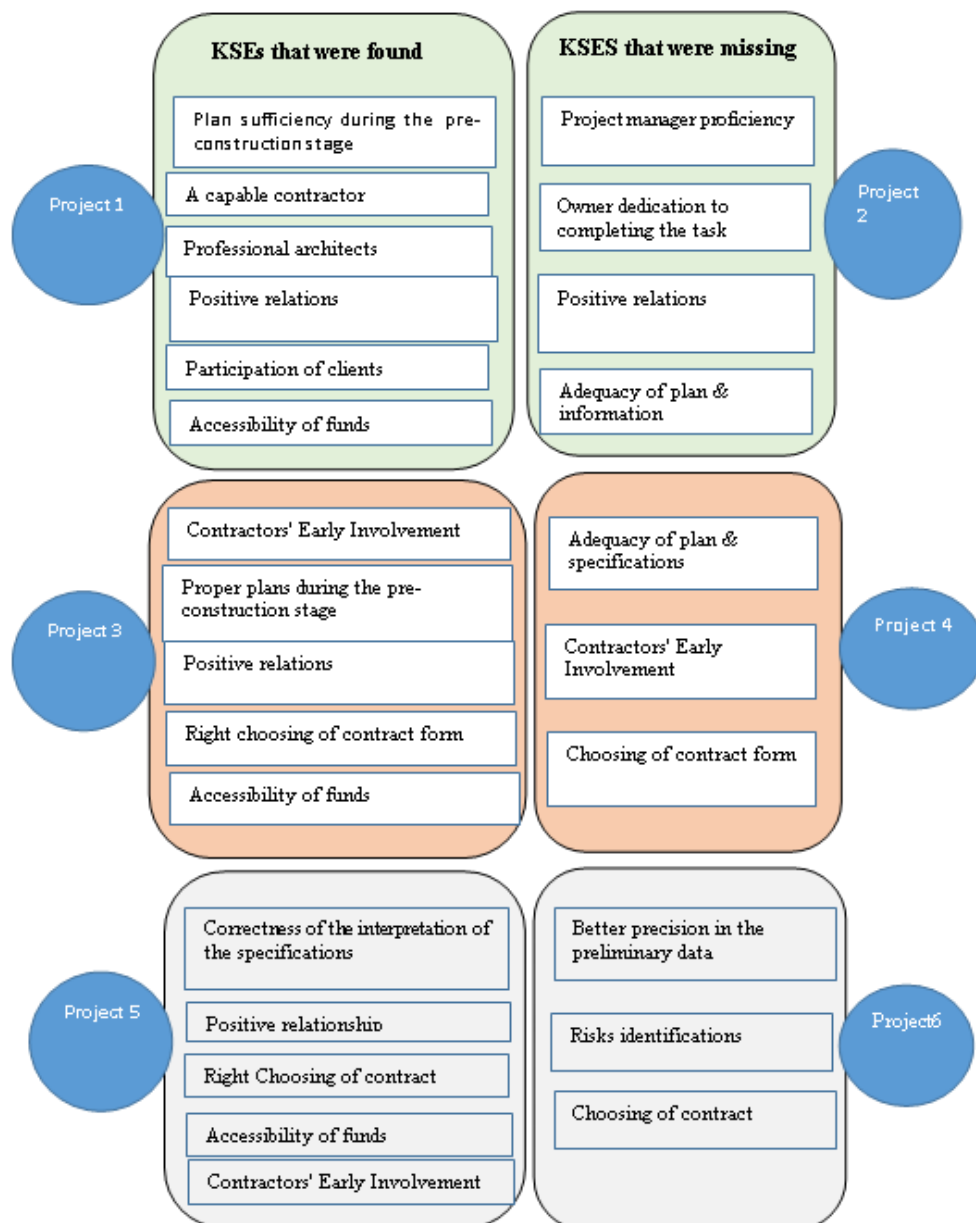 KSEs that were found
KSES that were missing
Project 1
Plan sufficiency during the pre-
construction stage
A capable contractor
Professional architects
Positive relations
Participation of clients
Accessibility of funds
Project manager proficiency
Owner dedication to
completing the task
Positive relations
Adequacy of plan &
information
Project
2
Project 3
Contractors' Early Involvement
Proper plans during the pre-
construction stage
Positive relations
Right choosing of contract form
Accessibility of funds
Adequacy of plan &
specifications
Contractors' Early
Involvement
Choosing of contract form
Project 4
Project 5
Correctness of the interpretation of
the specifications
Positive relationship
Right Choosing of contract
Accessibility of funds
Contractors' Early Involvement
Better precision in the
preliminary data
Risks identifications
Choosing of contract
Project6